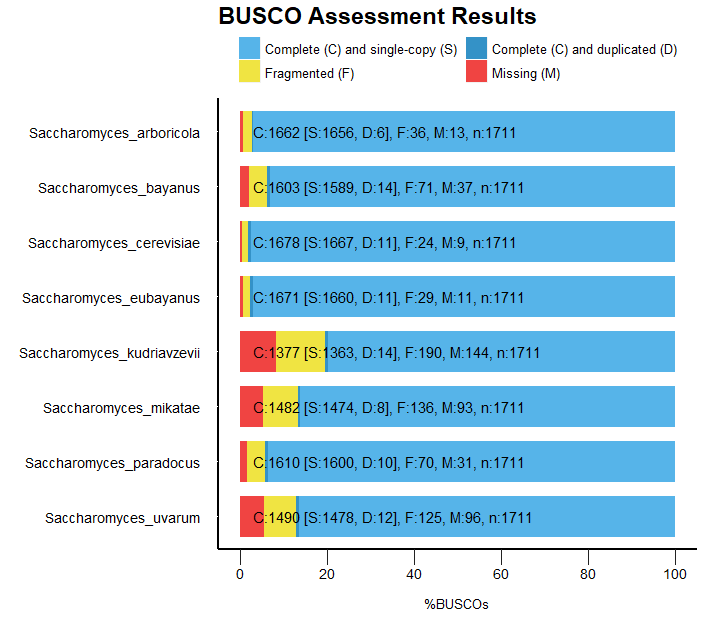 BUSCO Assessment Results
Complete (C) and single-copy (S) Complete (C) and duplicated (D)
Fragmented (F) Missing (M)
Saccharomyces_arboricola C:1662 [S:1656, D:6], F:36, M:13, n:1711
Saccharomyces_bayanus C:1603 [S:1589, D:14], F:71, M:37, n:1711
Saccharomyces_cerevisiae C:1678 [S:1667, D:11], F:24, M:9, n:1711
Saccharomyces_eubayanus C:1671 [S:1660, D:11], F:29, M:11, n:1711
Saccharomyces_kudriavzevii C:1377 [S:1363, D:14], F:190, M:144, n:1711
Saccharomyces_mikatae C:1482 [S:1474, D:8], F:136, M:93, n:1711
Saccharomyces_paradocus C:1610 [S:1600, D:10], F:70, M:31, n:1711
Saccharomyces_uvarum C:1490 [S:1478, D:12], F:125, M:96, n:1711
0 20 40 60 80 100
%BUSCOs